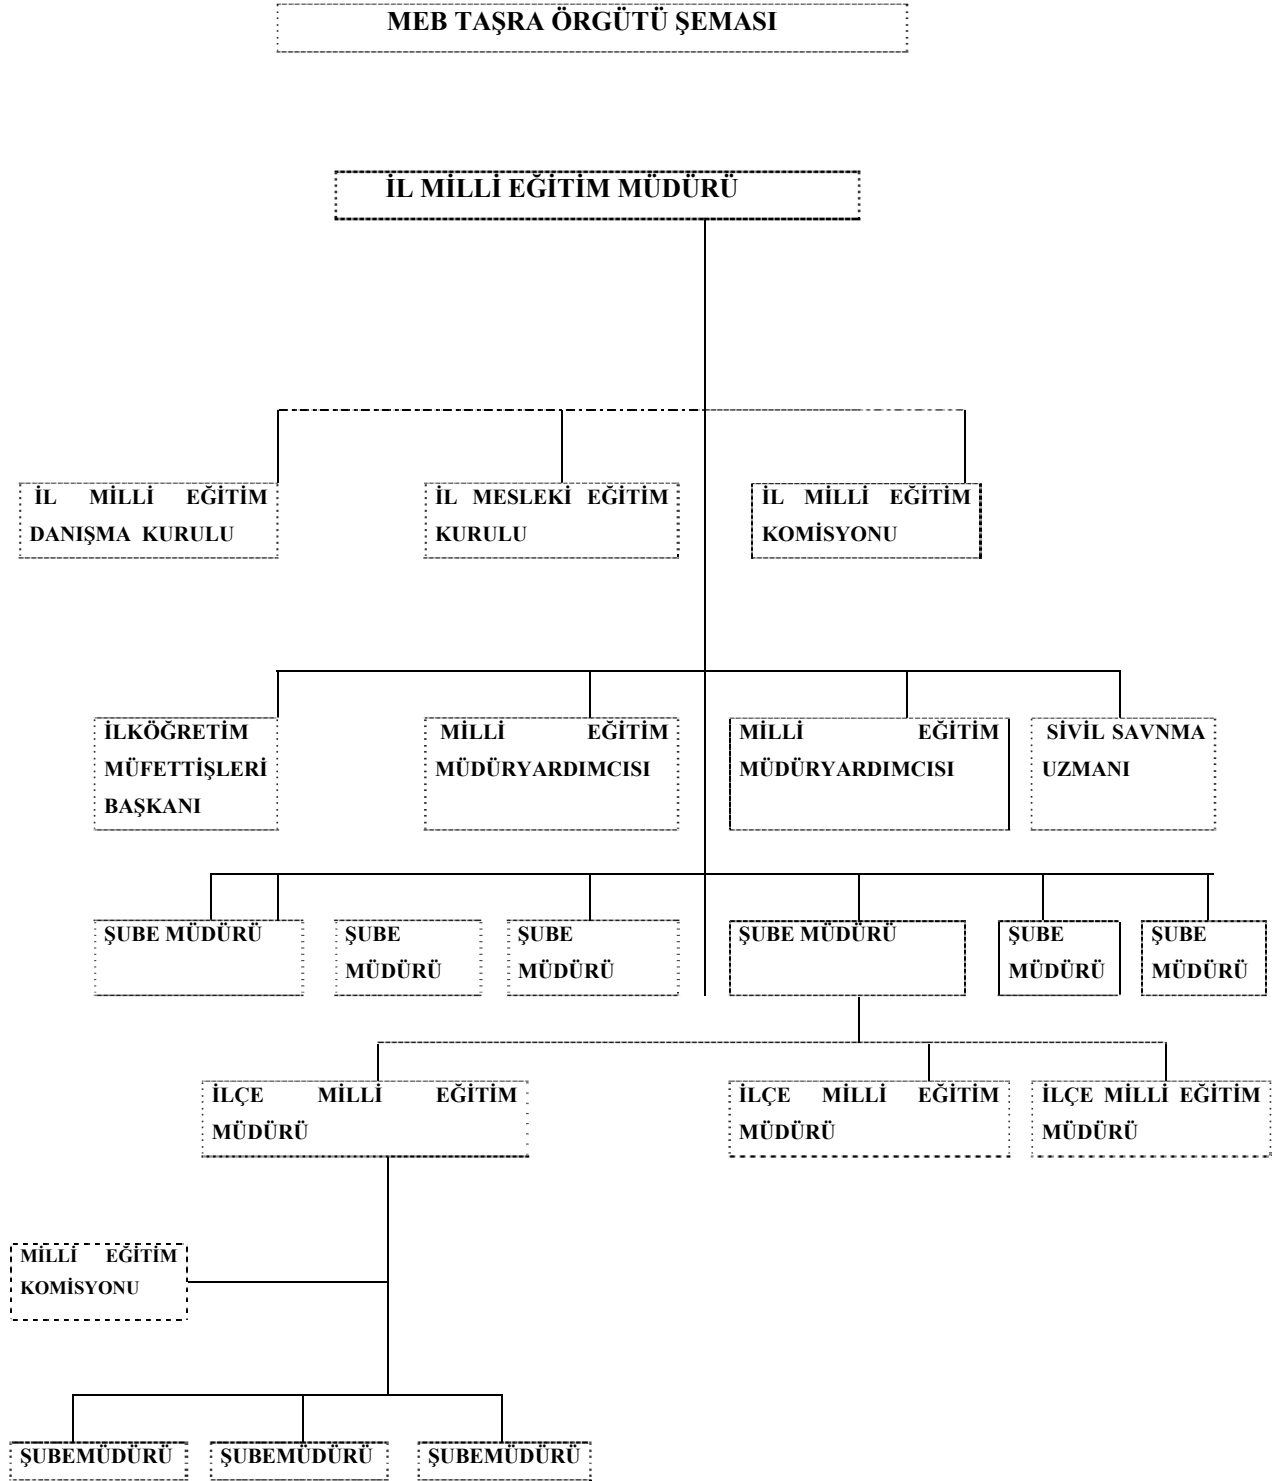 MEB TAŞRA ÖRGÜTÜ ŞEMASI
İL MİLLİ EĞİTİM MÜDÜRÜ
İL MİLLİ EĞİTİM
DANIŞMA KURULU
İL MESLEKİ EĞİTİM
KURULU
İL MİLLİ EĞİTİM
KOMİSYONU
İLKÖĞRETİM
MÜFETTİŞLERİ
BAŞKANI
MİLLİ EĞİTİM
MÜDÜRYARDIMCISI
MİLLİ EĞİTİM
MÜDÜRYARDIMCISI
SİVİL SAVNMA
UZMANI
ŞUBE MÜDÜRÜ
ŞUBE
MÜDÜRÜ
ŞUBE
MÜDÜRÜ
ŞUBE MÜDÜRÜ
ŞUBE
MÜDÜRÜ
ŞUBE
MÜDÜRÜ
İLÇE MİLLİ EĞİTİM
MÜDÜRÜ
İLÇE MİLLİ EĞİTİM
MÜDÜRÜ
İLÇE MİLLİ EĞİTİM
MÜDÜRÜ
MİLLİ EĞİTİM
KOMİSYONU
ŞUBEMÜDÜRÜ
ŞUBEMÜDÜRÜ
ŞUBEMÜDÜRÜ